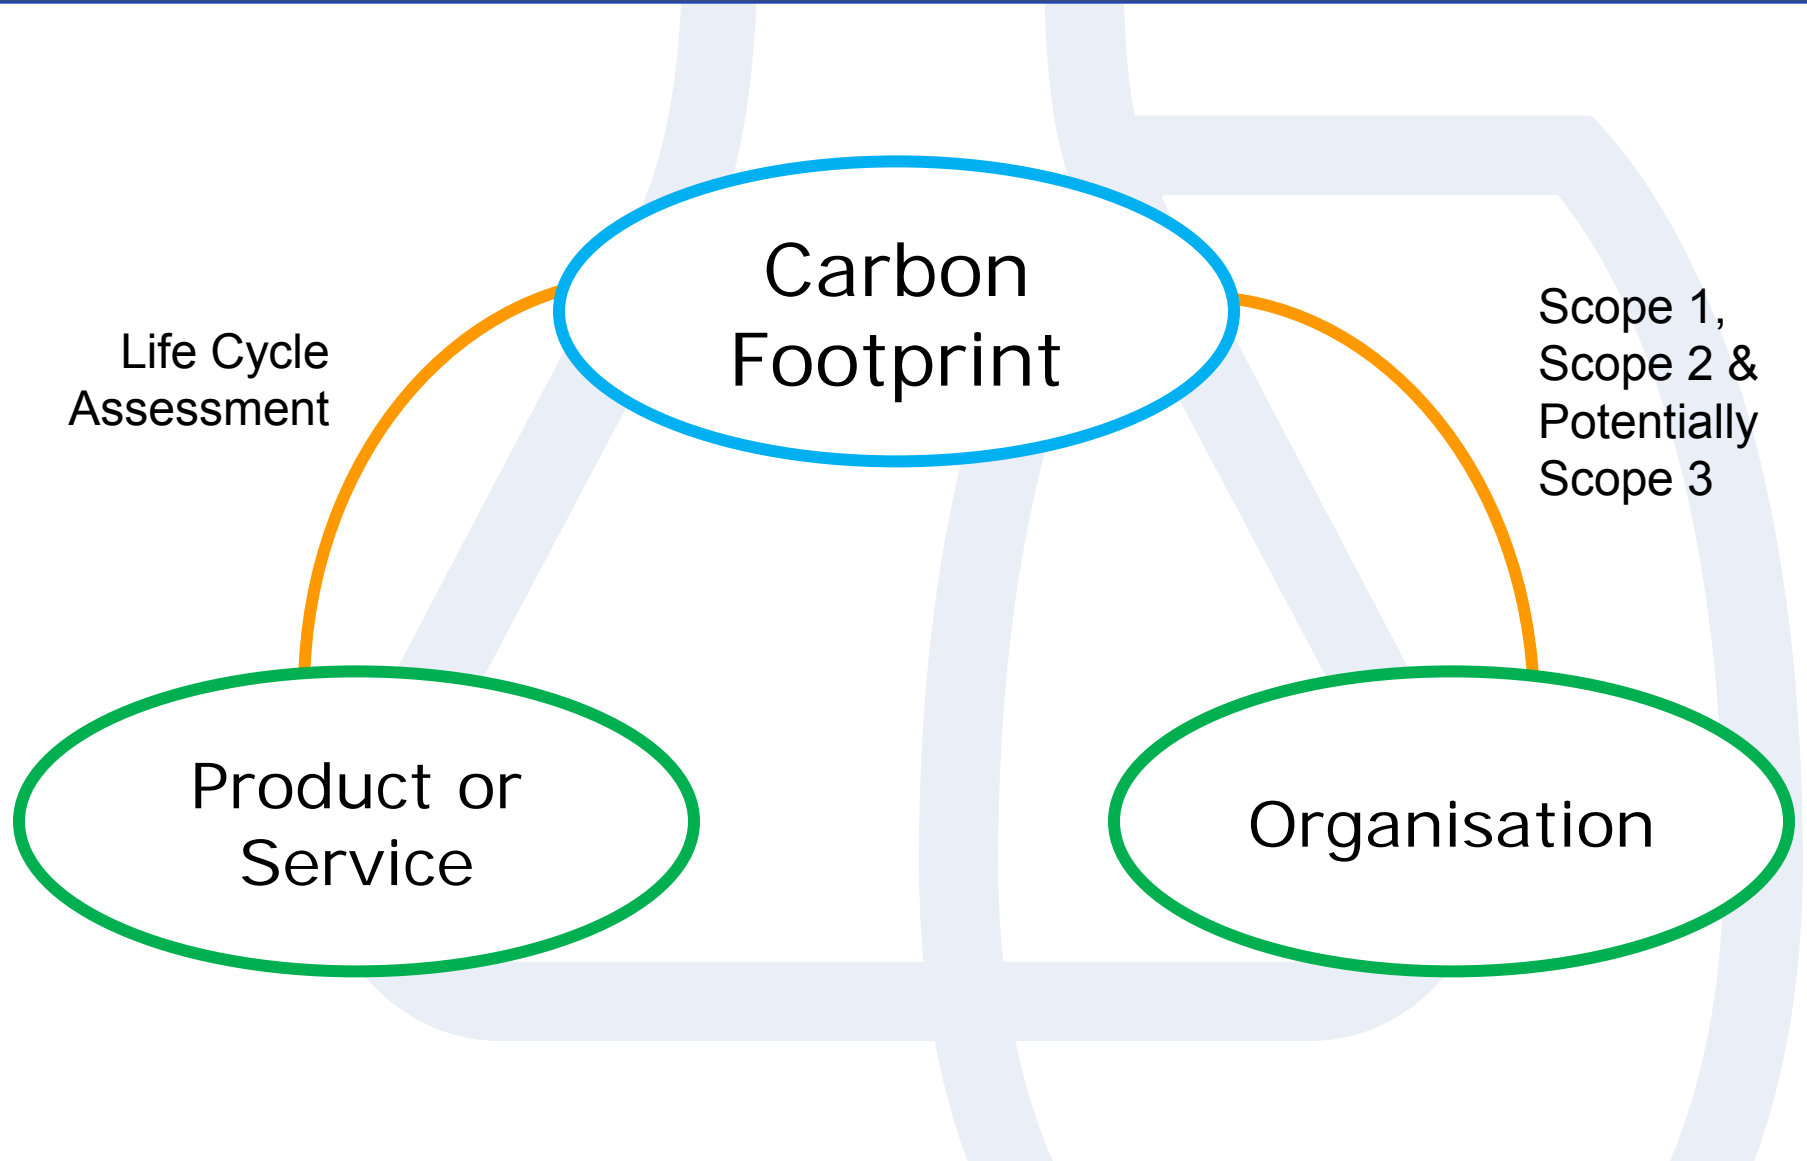 Carbon
Footprint
Life Cycle
Assessment
Scope 1,
Scope 2 &
Potentially
Scope 3
Product or
Service
Organisation